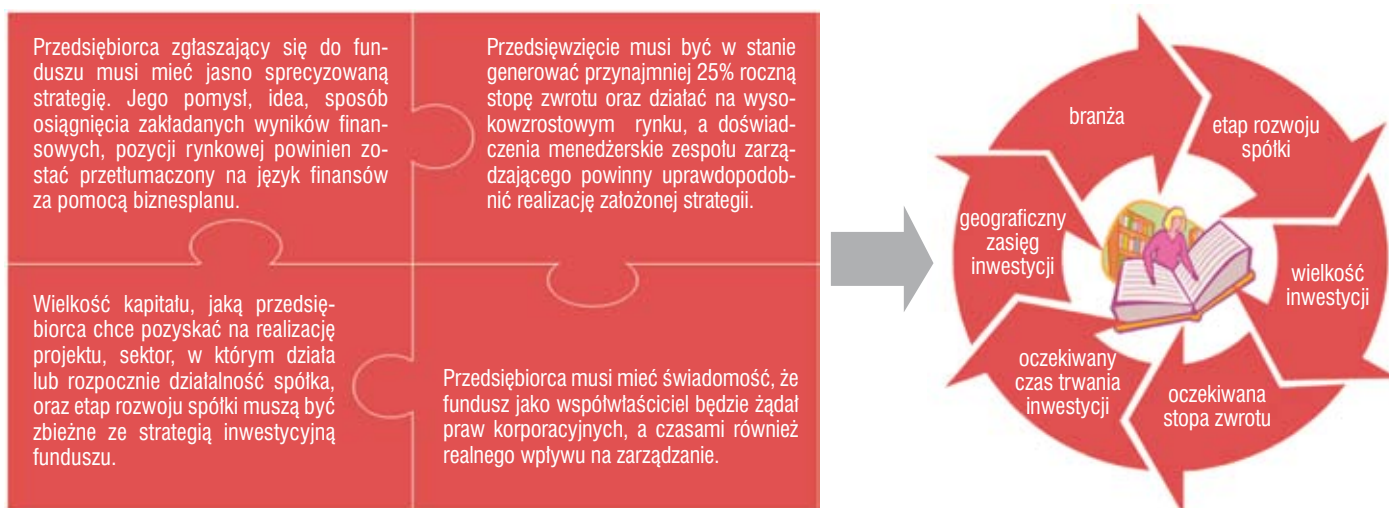 Przedsiębiorca zgłaszający się do fun-
duszu musi mieć jasno sprecyzowaną
strategię. Jego pomysł, idea, sposób
osiągnięcia zakładanych wyników finan-
sowych, pozycji rynkowej powinien zo-
stać przetłumaczony na język finansów
za pomocą biznesplanu.
Przedsięwzięcie musi być w stanie
generować przynajmniej 25% roczną
stopę zwrotu oraz działać na wyso-
kowzrostowym rynku, a doświad-
czenia menedżerskie zespołu zarzą-
dzającego powinny uprawdopodob-
nić realizację założonej strategii.
Wielkość kapitału, jaką przedsię-
biorca chce pozyskać na realizację
projektu, sektor, w którym działa
lub rozpocznie działalność spółka,
oraz etap rozwoju spółki muszą być
zbieżne ze strategią inwestycyjną
funduszu.
Przedsiębiorca musi mieć świadomość, że
fundusz jako współwłaściciel będzie żądał
praw korporacyjnych, a czasami również
realnego wpływu na zarządzanie.
branża
etap rozwoju
spółki
wielkość
inwestycji
oczekiwana
stopa zwrotu
oczekiwany
czas trwania
inwestycji
geograficzny
zasięg
inwestycji